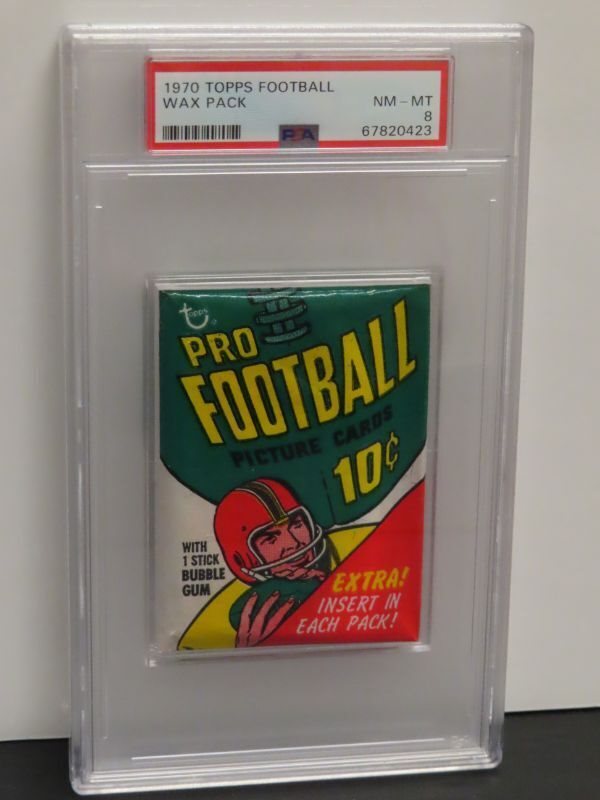 1970 TOPPS FOOTBALL
WAX PACK
NM – MT
8
PSA
67820423
TOPPS
PRO
FOOTBALL
PICTURE CARDS
10¢
WITH
1 STICK
BUBBLE
GUM
EXTRA!
INSERT IN
EACH PACK!